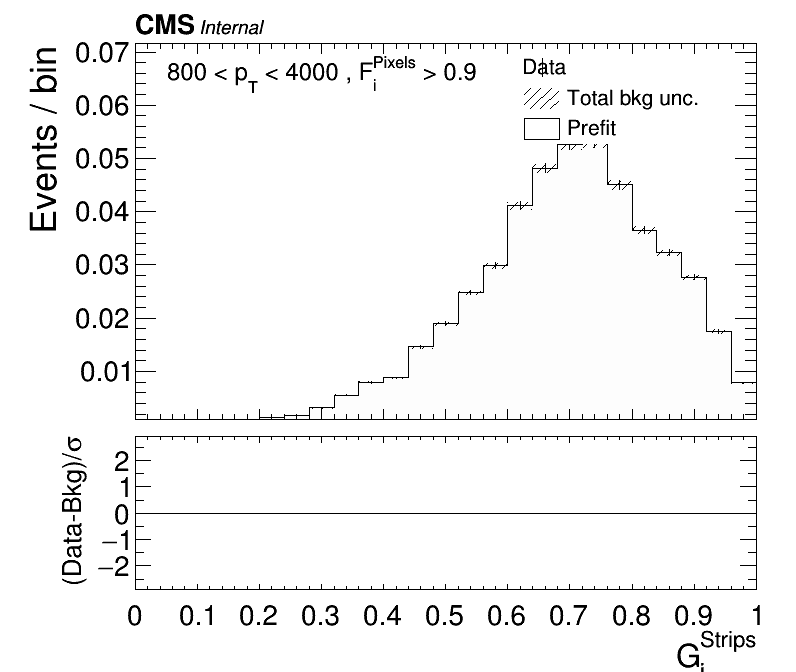 CMS Internal
800 < p_T < 4000 , F_i^Pixels > 0.9
Data
Total bkg unc.
Prefit
Events / bin
0.07
0.06
0.05
0.04
0.03
0.02
0.01
(Data-Bkg)/σ
2
1
0
−1
−2
0 0.1 0.2 0.3 0.4 0.5 0.6 0.7 0.8 0.9 1
G_i^Strips